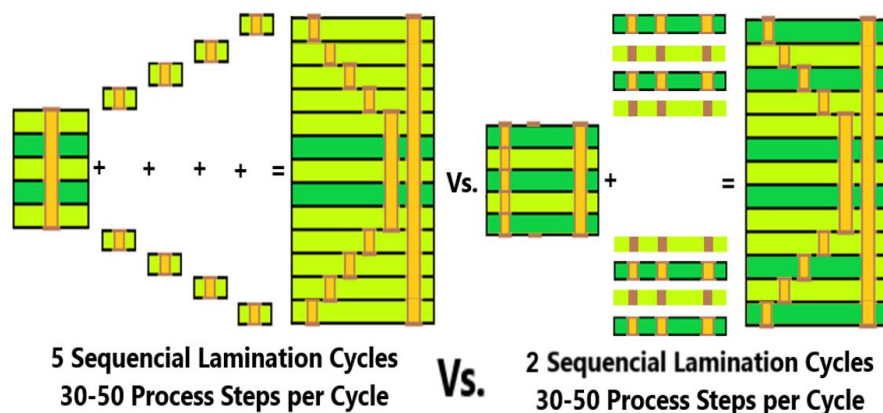 + + + + =
Vs.
+ =
5 Sequencial Lamination Cycles
30-50 Process Steps per Cycle
Vs.
2 Sequencial Lamination Cycles
30-50 Process Steps per Cycle